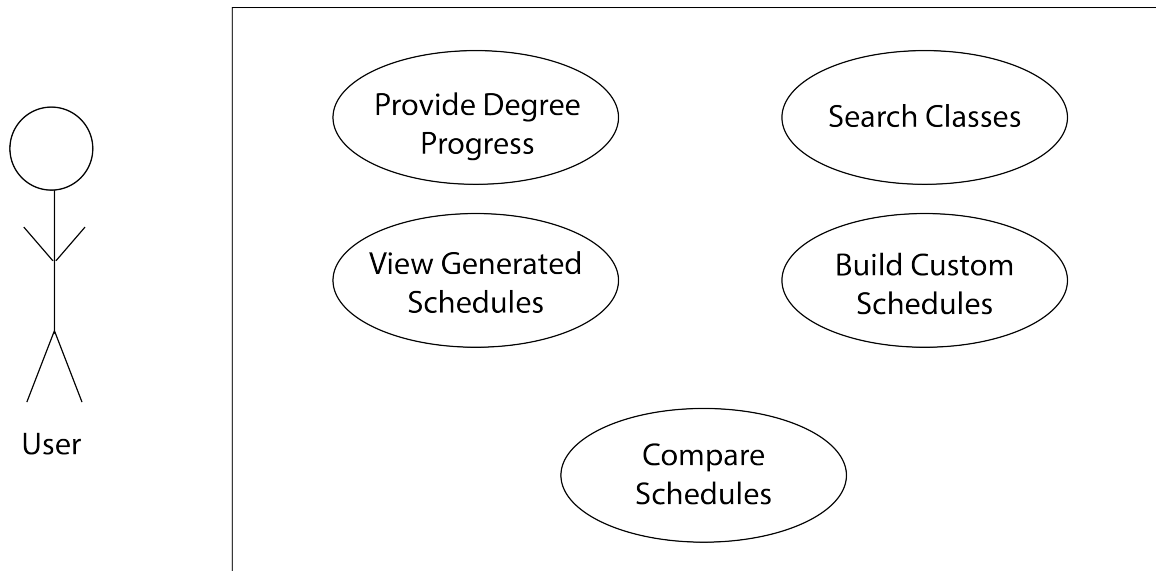 Provide Degree
Progress
Search Classes
View Generated
Schedules
Build Custom
Schedules
User
Compare
Schedules